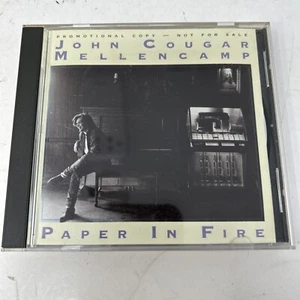 PROMOTIONAL COPY — NOT FOR SALE
JOHN COUGAR
MELLENCAMP
PAPER IN FIRE